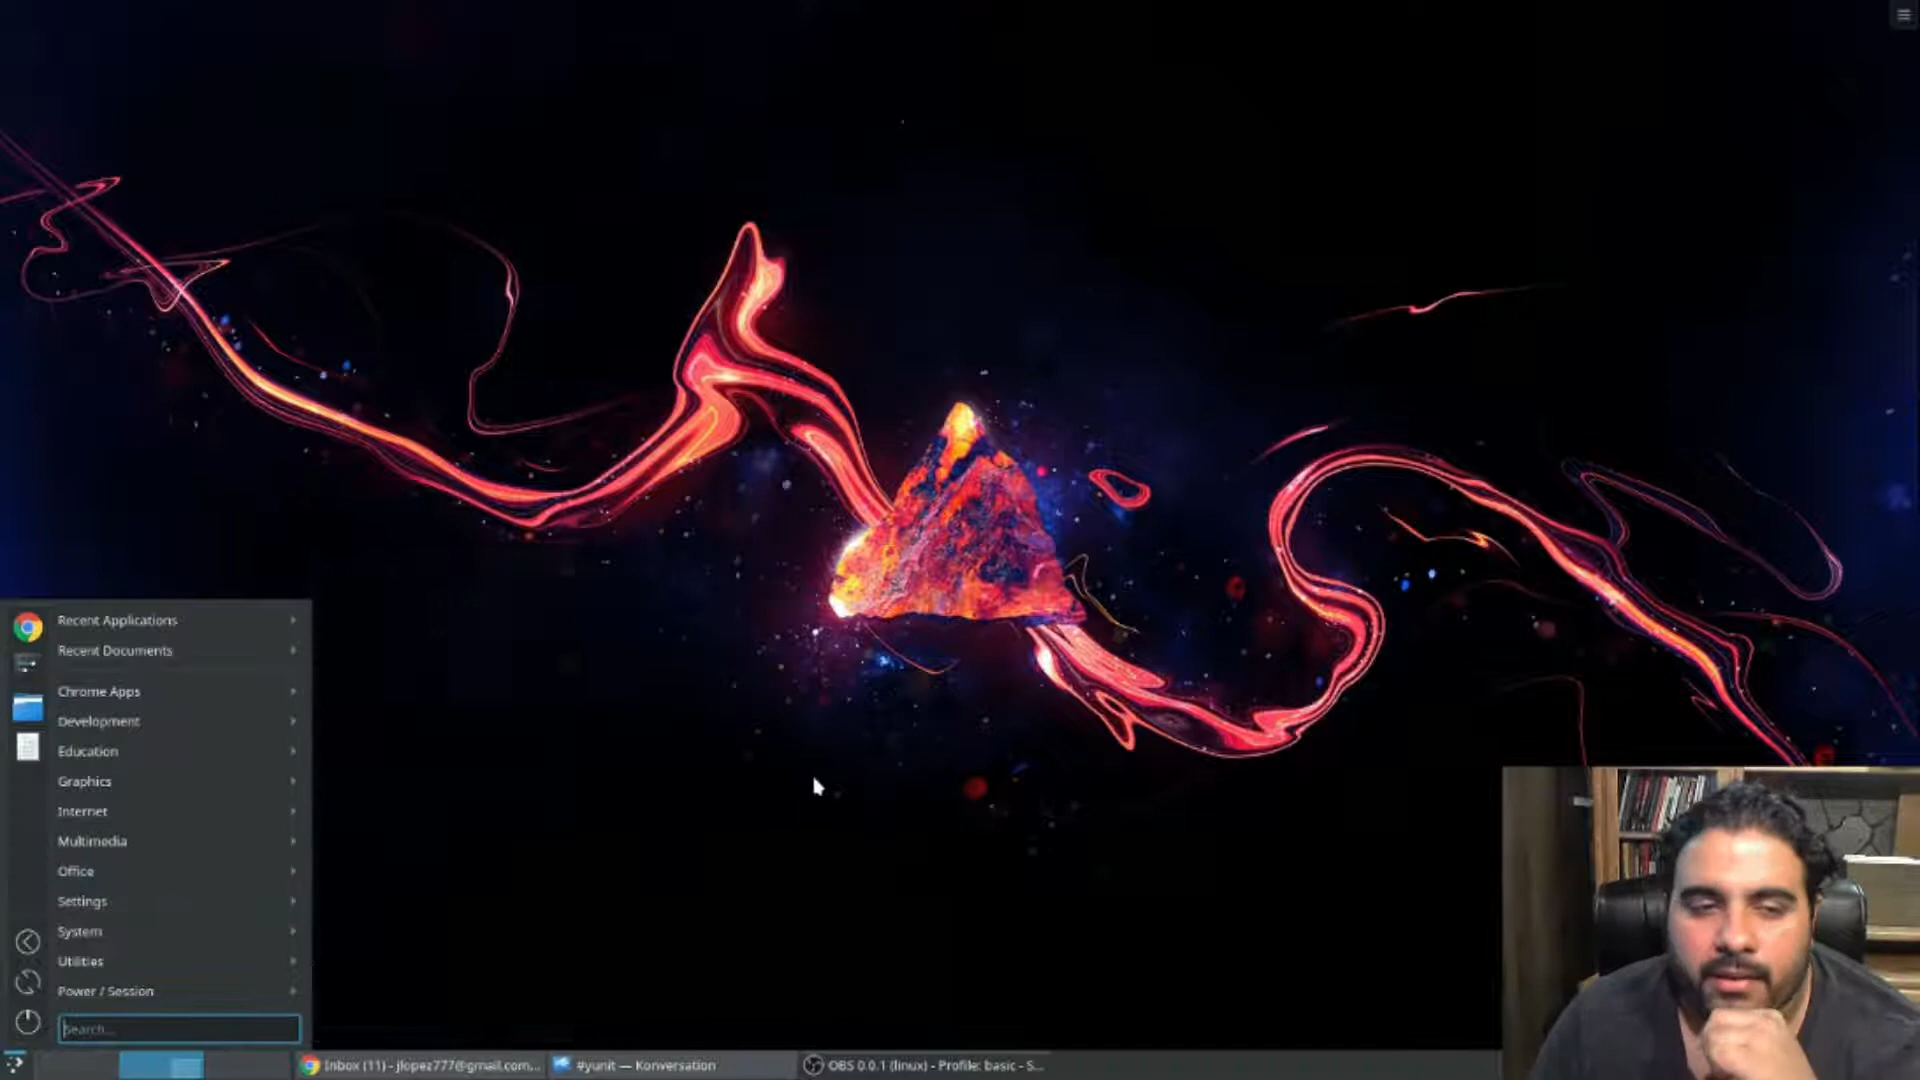 Recent Applications
Recent Documents
Chrome Apps
Development
Education
Graphics
Internet
Multimedia
Office
Settings
System
Utilities
Power / Session
Search...
Inbox (11) - jlopez777@gmail.com...
#yunit — Konversation
OBS 0.0.1 (linux) - Profile: basic - S...